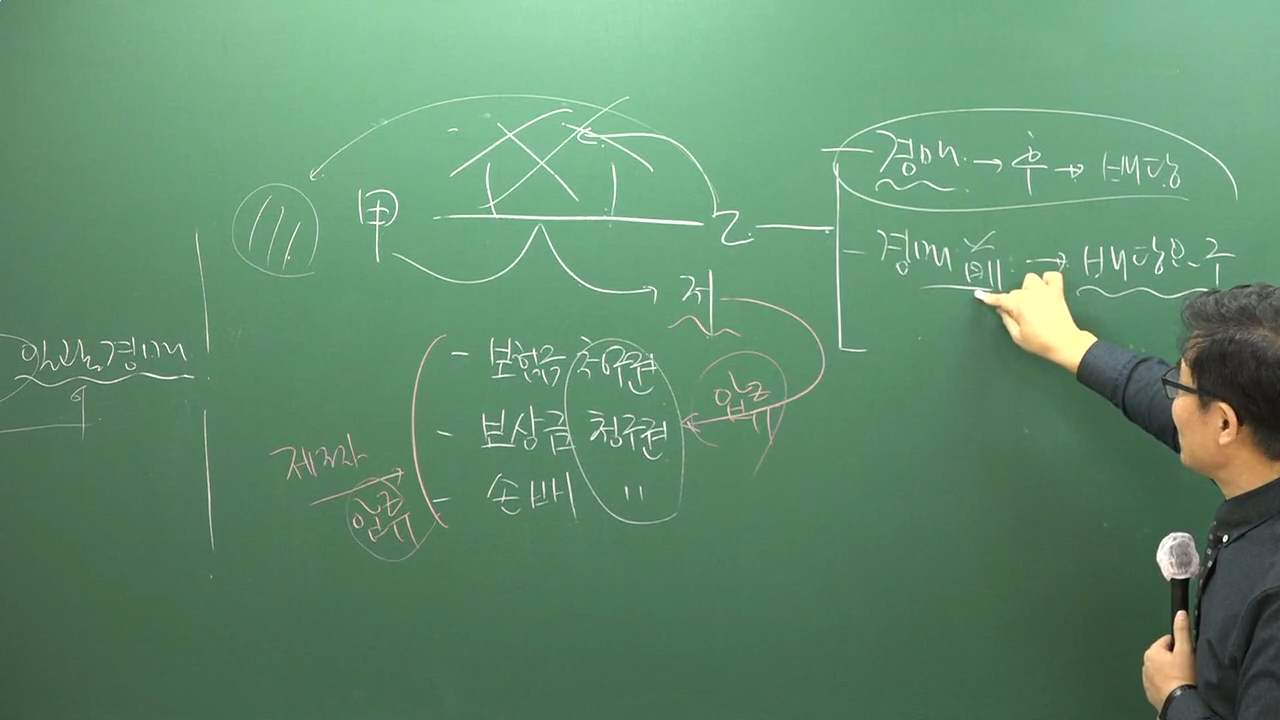 甲
乙
경매 → 후 → 배당
- 경매 → 배당요구
저
일반경매
- 보험금 청구권
- 보상금 청구권
- 손배 〃
압류
제3자
압류